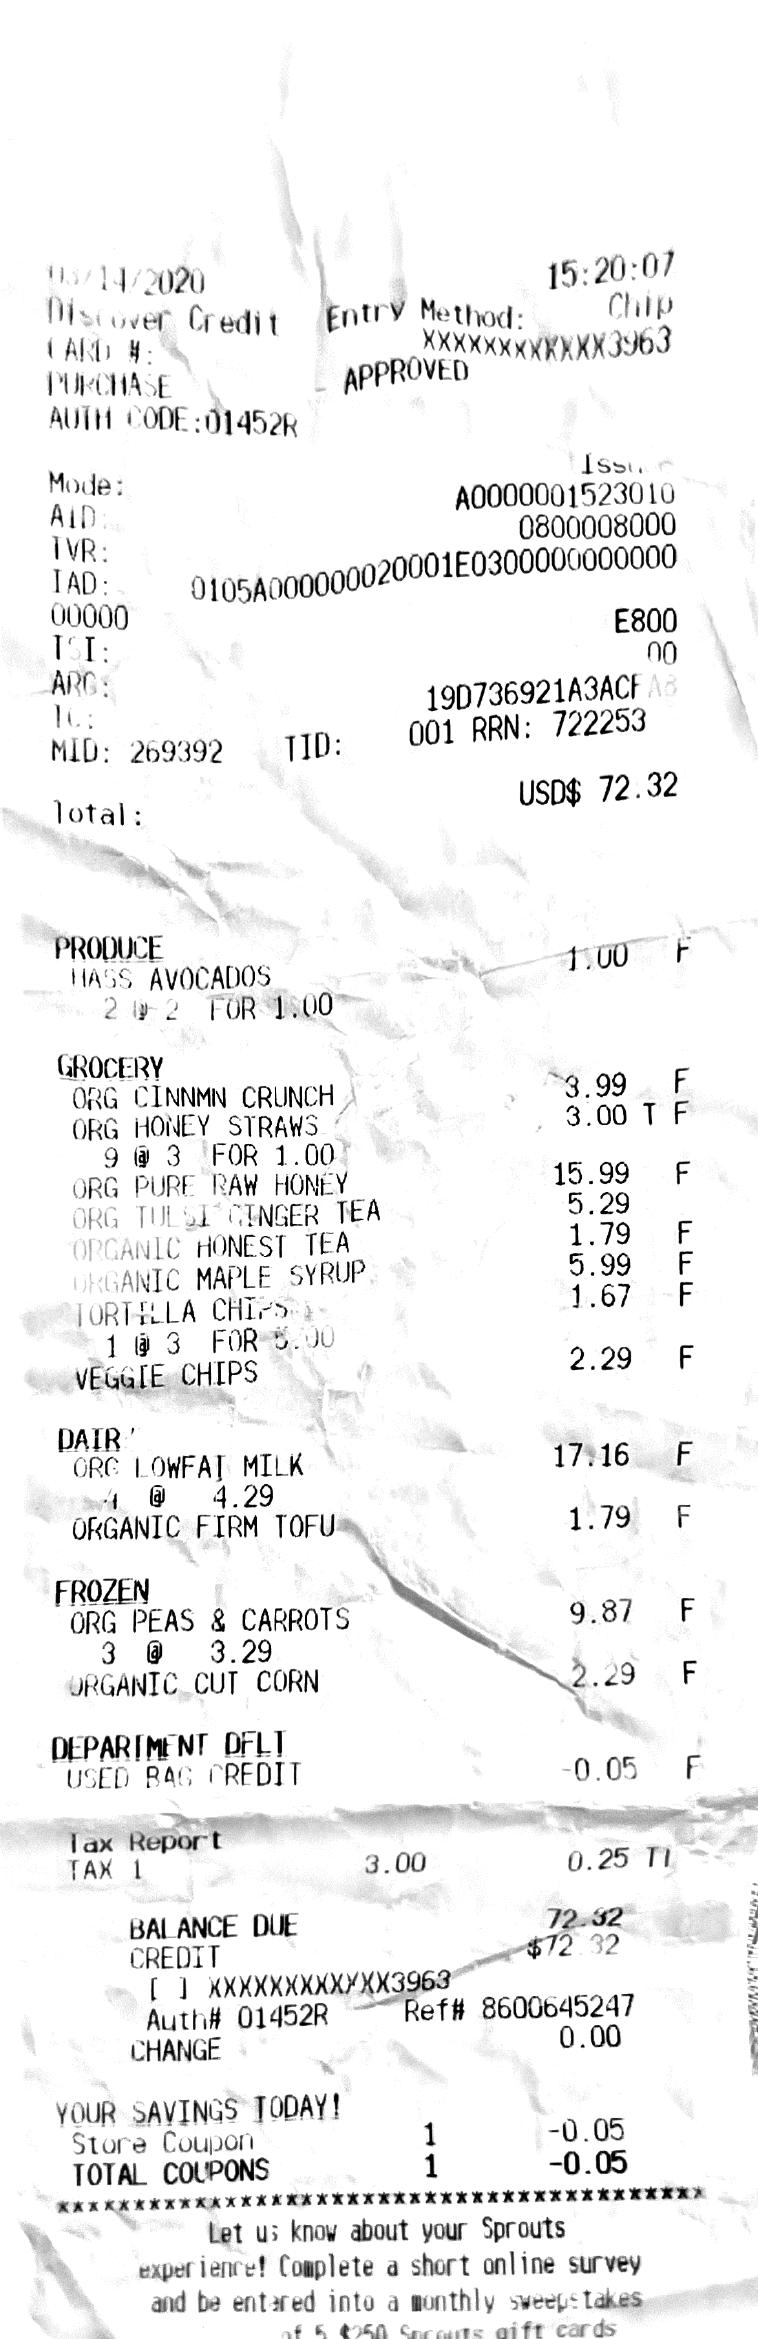 /14/2020 15:20:07
Discover Credit Entry Method: Chip
CARD #: XXXXXXXXXXXX3963
PURCHASE APPROVED
AUTH CODE:01452R
Mode:
AID: A0000001523010
TVR: 0800008000
IAD: 0105A000000020001E0300000000000
00000
TSI: E800
ARC: 00
TC: 19D736921A3ACF
MID: 269392 TID: 001 RRN: 722253
Total: USD$ 72.32
PRODUCE
HASS AVOCADOS 1.00 F
2 @ 2 FOR 1.00
GROCERY
ORG CINNMN CRUNCH 3.99 F
ORG HONEY STRAWS 3.00 T F
9 @ 3 FOR 1.00
ORG PURE RAW HONEY 15.99 F
ORG TULSI GINGER TEA 5.29
ORGANIC HONEST TEA 1.79 F
ORGANIC MAPLE SYRUP 5.99 F
TORTILLA CHIPS 1.67 F
1 @ 3 FOR 5.00
VEGGIE CHIPS 2.29 F
DAIRY
ORG LOWFAT MILK 17.16 F
4 @ 4.29
ORGANIC FIRM TOFU 1.79 F
FROZEN
ORG PEAS & CARROTS 9.87 F
3 @ 3.29
ORGANIC CUT CORN 2.29 F
DEPARTMENT DFLT
USED BAG CREDIT -0.05 F
Tax Report
TAX 1 3.00 0.25 T1
BALANCE DUE 72.32
CREDIT $72.32
[ ] XXXXXXXXXXXX3963
Auth# 01452R Ref# 8600645247
CHANGE 0.00
YOUR SAVINGS TODAY!
Store Coupon 1 -0.05
TOTAL COUPONS 1 -0.05
******************************************
Let us know about your Sprouts
experience! Complete a short online survey
and be entered into a monthly sweepstakes
of 5 $250 Sprouts gift cards